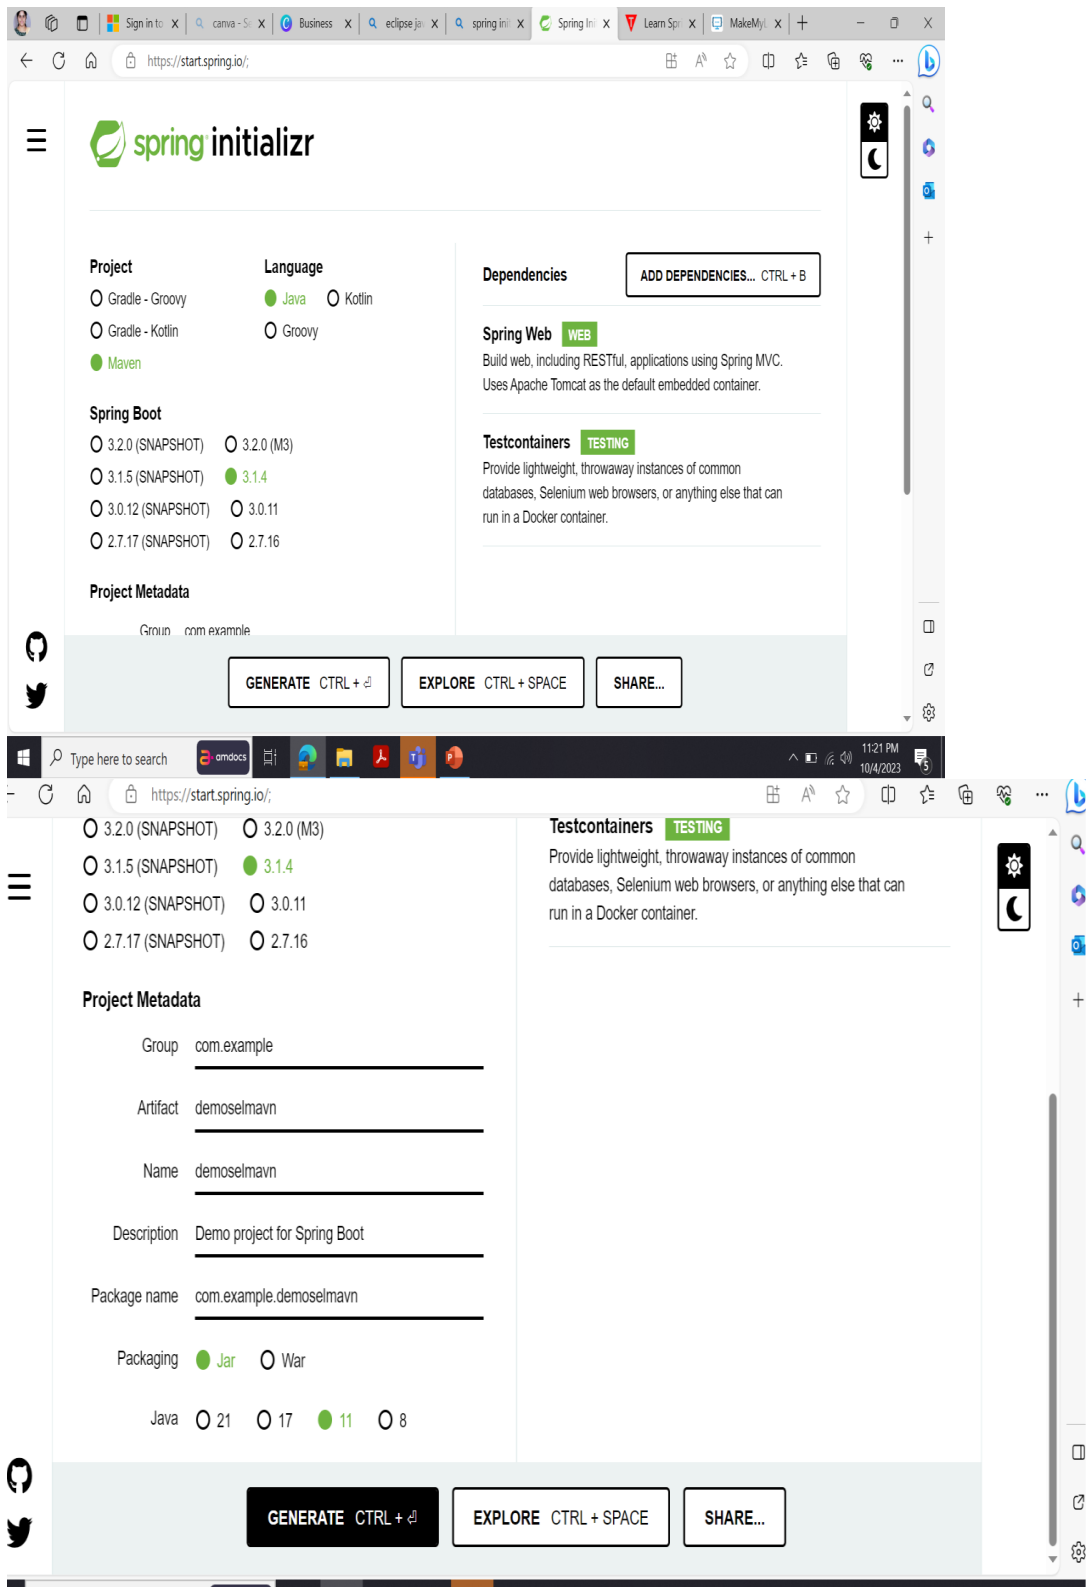 Sign in to
canva - S
Business
eclipse ja
spring ini
Spring Ini
Learn Spr
MakeMyL
https://start.spring.io/;
spring initializr
Project
Language
Gradle - Groovy
Java
Kotlin
Gradle - Kotlin
Groovy
Maven
Spring Boot
3.2.0 (SNAPSHOT)
3.2.0 (M3)
3.1.5 (SNAPSHOT)
3.1.4
3.0.12 (SNAPSHOT)
3.0.11
2.7.17 (SNAPSHOT)
2.7.16
Project Metadata
Group com.example
Dependencies
ADD DEPENDENCIES... CTRL + B
Spring Web WEB
Build web, including RESTful, applications using Spring MVC.
Uses Apache Tomcat as the default embedded container.
Testcontainers TESTING
Provide lightweight, throwaway instances of common
databases, Selenium web browsers, or anything else that can
run in a Docker container.
GENERATE CTRL + ⏎
EXPLORE CTRL + SPACE
SHARE...
Type here to search
amdocs
11:21 PM
10/4/2023
5
https://start.spring.io/;
3.2.0 (SNAPSHOT)
3.2.0 (M3)
3.1.5 (SNAPSHOT)
3.1.4
3.0.12 (SNAPSHOT)
3.0.11
2.7.17 (SNAPSHOT)
2.7.16
Testcontainers TESTING
Provide lightweight, throwaway instances of common
databases, Selenium web browsers, or anything else that can
run in a Docker container.
Project Metadata
Group com.example
Artifact demoselmavn
Name demoselmavn
Description Demo project for Spring Boot
Package name com.example.demoselmavn
Packaging Jar War
Java 21 17 11 8
GENERATE CTRL + ⏎
EXPLORE CTRL + SPACE
SHARE...